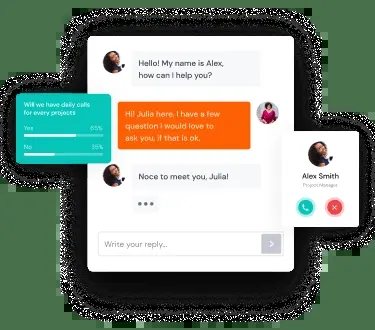 Hello! My name is Alex,
how can I help you?
Will we have daily calls
for every projects
Yes 65%
No 35%
Hi! Julia here, I have a few
question i would love to
ask you, if that is ok.
Noce to meet you, Julia!
Alex Smith
Project Manager
Write your reply...